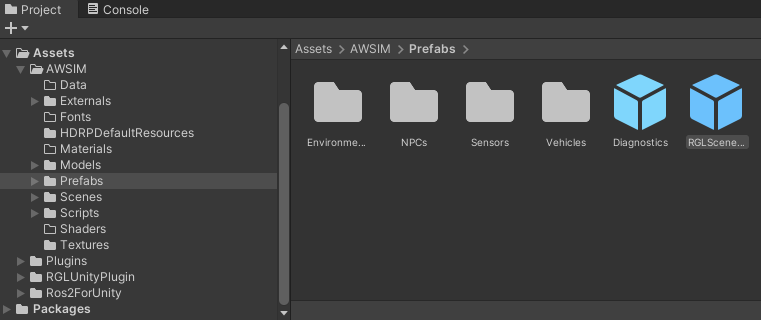 Project
Console
Assets
AWSIM
Data
Externals
Fonts
HDRPDefaultResources
Materials
Models
Prefabs
Scenes
Scripts
Shaders
Textures
Plugins
RGLUnityPlugin
Ros2ForUnity
Packages
Assets > AWSIM > Prefabs >
Environme...
NPCs
Sensors
Vehicles
Diagnostics
RGLScene...